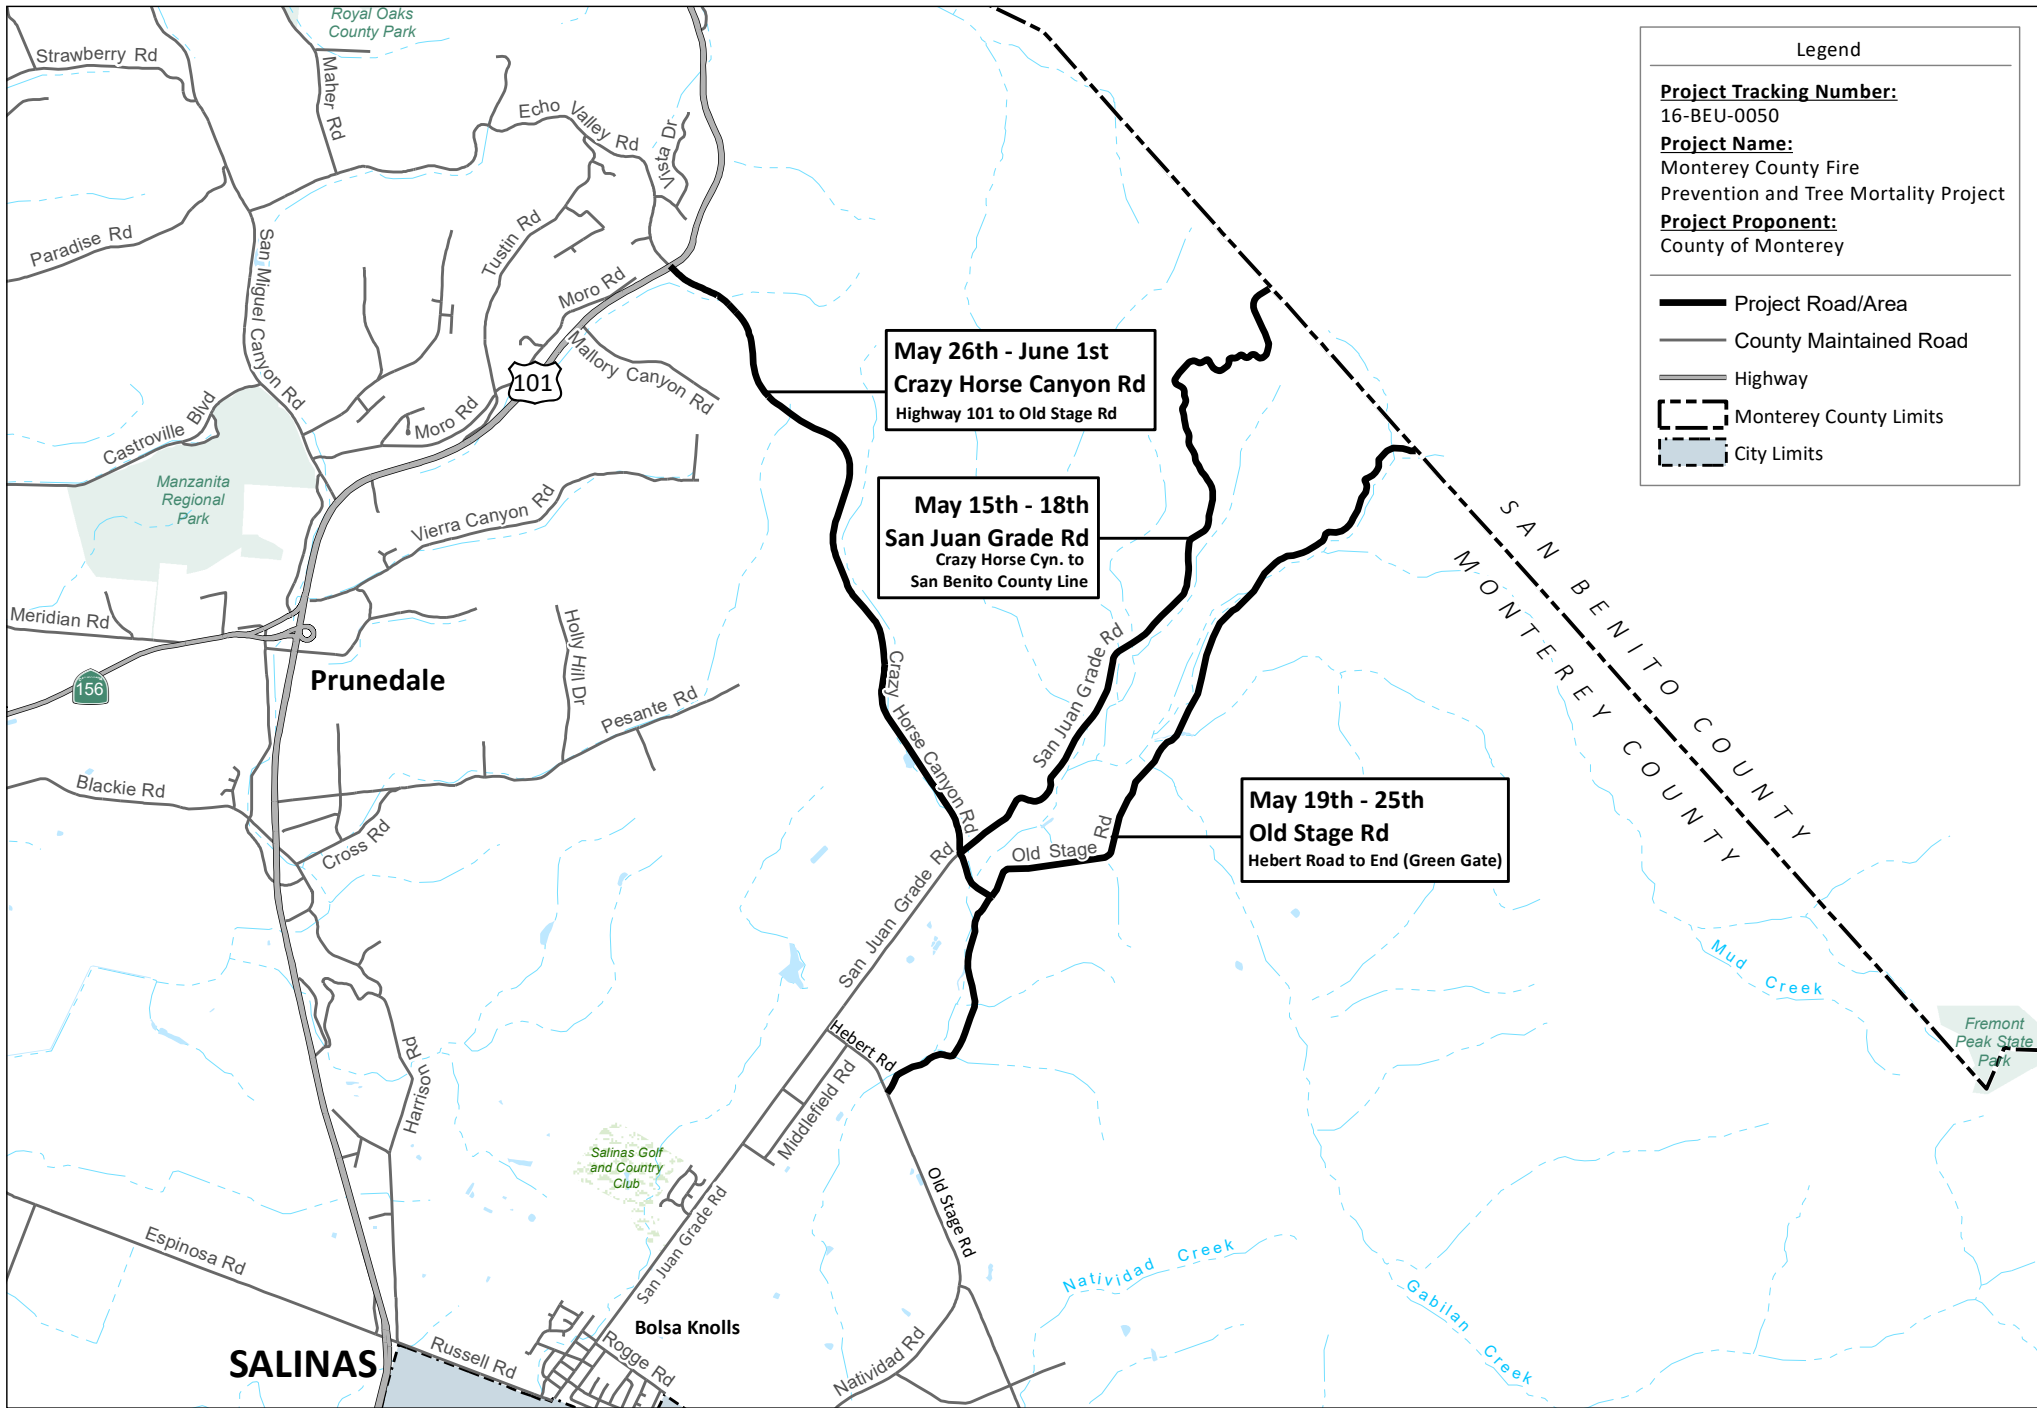 Royal Oaks
County Park
Strawberry Rd
Maher Rd
Echo Valley Rd
Vista Dr
Paradise Rd
San Miguel Canyon Rd
Tustin Rd
Moro Rd
Mallory Canyon Rd
101
Castroville Blvd
Moro Rd
Manzanita
Regional
Park
Vierra Canyon Rd
Meridian Rd
156
Prunedale
Holly Hill Dr
Pesante Rd
Blackie Rd
Cross Rd
Harrison Rd
Espinosa Rd
SALINAS
Russell Rd
Rogge Rd
Bolsa Knolls
Salinas Golf
and Country
Club
San Juan Grade Rd
Middlefield Rd
Hebert Rd
San Juan Grade Rd
Old Stage Rd
Natividad Rd
Natividad Creek
Gabilan Creek
Mud Creek
Fremont
Peak State
Park
Crazy Horse Canyon Rd
San Juan Grade Rd
Old Stage Rd
May 26th - June 1st
Crazy Horse Canyon Rd
Highway 101 to Old Stage Rd
May 15th - 18th
San Juan Grade Rd
Crazy Horse Cyn. to
San Benito County Line
May 19th - 25th
Old Stage Rd
Hebert Road to End (Green Gate)
SAN BENITO COUNTY
MONTEREY COUNTY
Legend
Project Tracking Number:
16-BEU-0050
Project Name:
Monterey County Fire
Prevention and Tree Mortality Project
Project Proponent:
County of Monterey
Project Road/Area
County Maintained Road
Highway
Monterey County Limits
City Limits